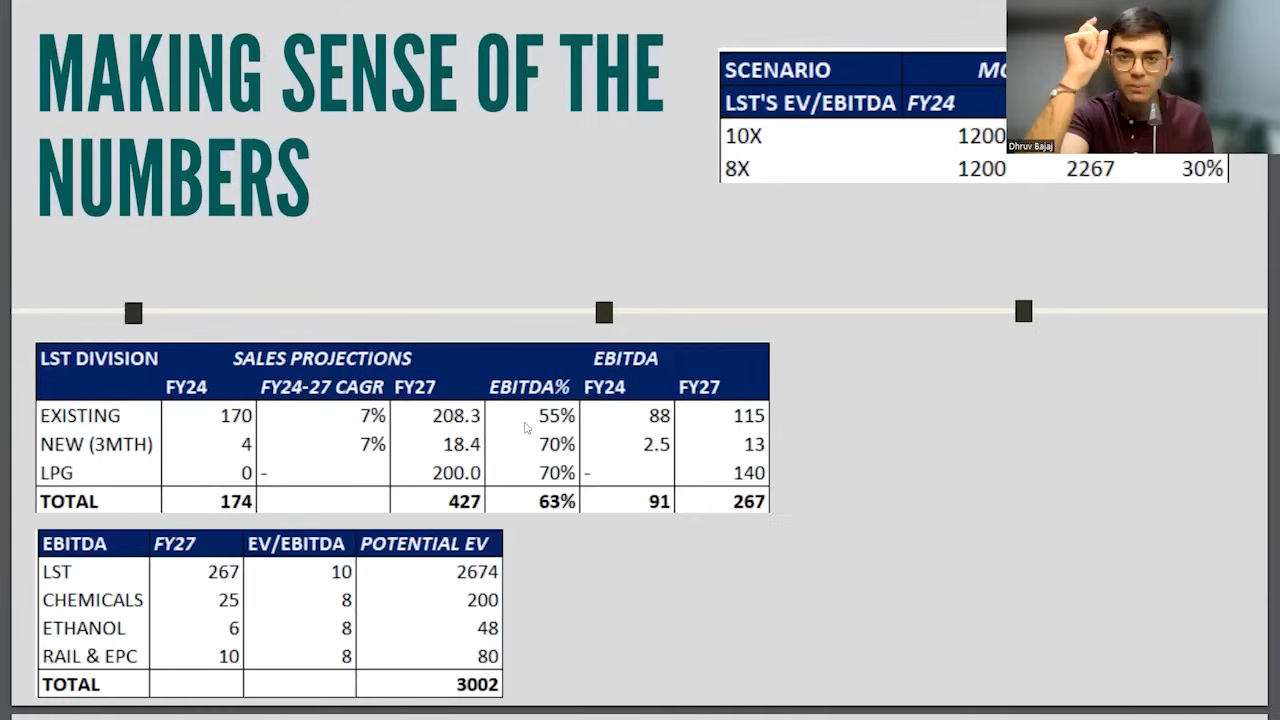 MAKING SENSE OF THE
NUMBERS
SCENARIO
LST'S EV/EBITDA FY24
10X 1200
8X 1200 2267 30%
Dhruv Bajaj
LST DIVISION SALES PROJECTIONS EBITDA
FY24 FY24-27 CAGR FY27 EBITDA% FY24 FY27
EXISTING 170 7% 208.3 55% 88 115
NEW (3MTH) 4 7% 18.4 70% 2.5 13
LPG 0 - 200.0 70% - 140
TOTAL 174 427 63% 91 267
EBITDA FY27 EV/EBITDA POTENTIAL EV
LST 267 10 2674
CHEMICALS 25 8 200
ETHANOL 6 8 48
RAIL & EPC 10 8 80
TOTAL 3002